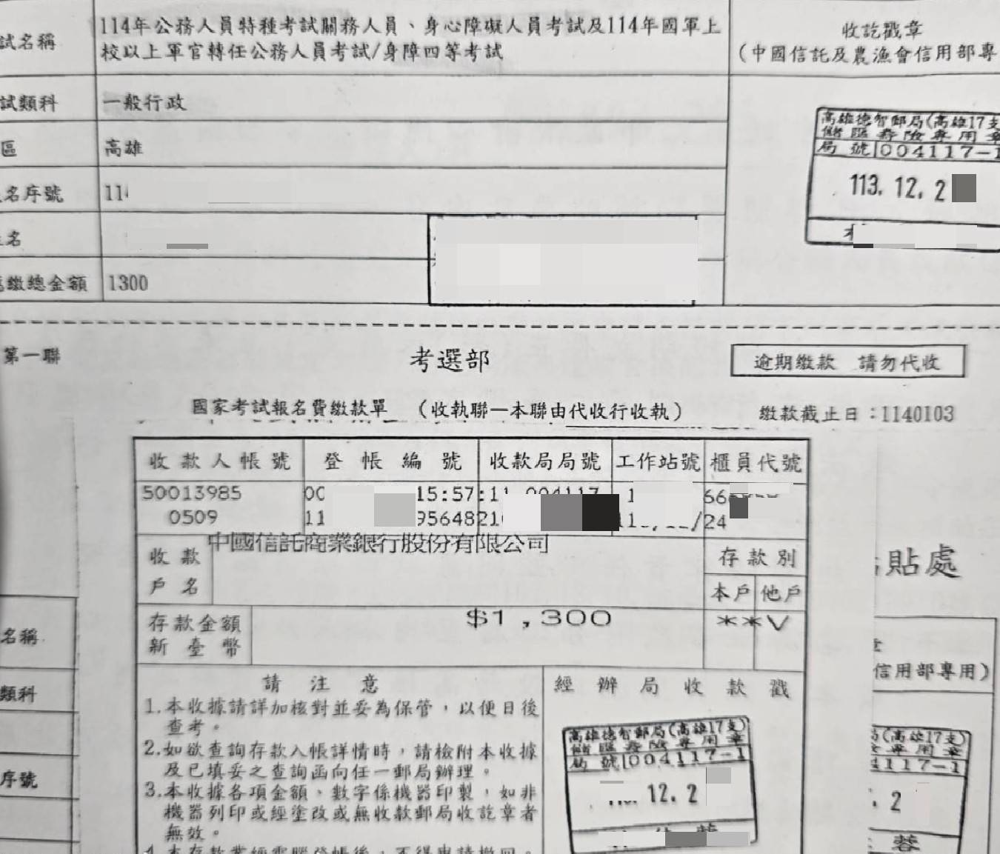 試名稱
114年公務人員特種考試關務人員、身心障礙人員考試及114年國軍上
校以上軍官轉任公務人員考試/身障四等考試
收訖戳章
(中國信託及農漁會信用部專
試類科
一般行政
高雄德智郵局(高雄17支
儲匯壽險專用章
局號 004117-1
113. 12. 2
區
高雄
名序號
11
名
繳總金額
1300
第一聯
考選部
逾期繳款 請勿代收
國家考試報名費繳款單 (收執聯—本聯由代收行收執)
繳款截止日：1140103
收款人帳號 登帳編號 收款局局號 工作站號 櫃員代號
50013985 00 15:57:11 004117 1 66
0509 11 95648 21 /24
收款
戶名
中國信託商業銀行股份有限公司
存款別
本戶 他戶
存款金額
新臺幣
$1,300
**V
貼處
名稱
類科
序號
信用部專用)
請注意
1.本收據請詳加核對並妥為保管，以便日後
查考。
2.如欲查詢存款入帳詳情時，請檢附本收據
及已填妥之查詢函向任一郵局辦理。
3.本收據各項金額、數字係機器印製，如非
機器列印或經塗改或無收款郵局收訖章者
無效。
4.本存款業經電腦登帳後，不得申請撤回。
經辦局收款戳
高雄德智郵局(高雄17支)
儲匯壽險專用章
局號 004117-1
12. 2
(高雄17支)
專用章
4117-1
. 2
蓉